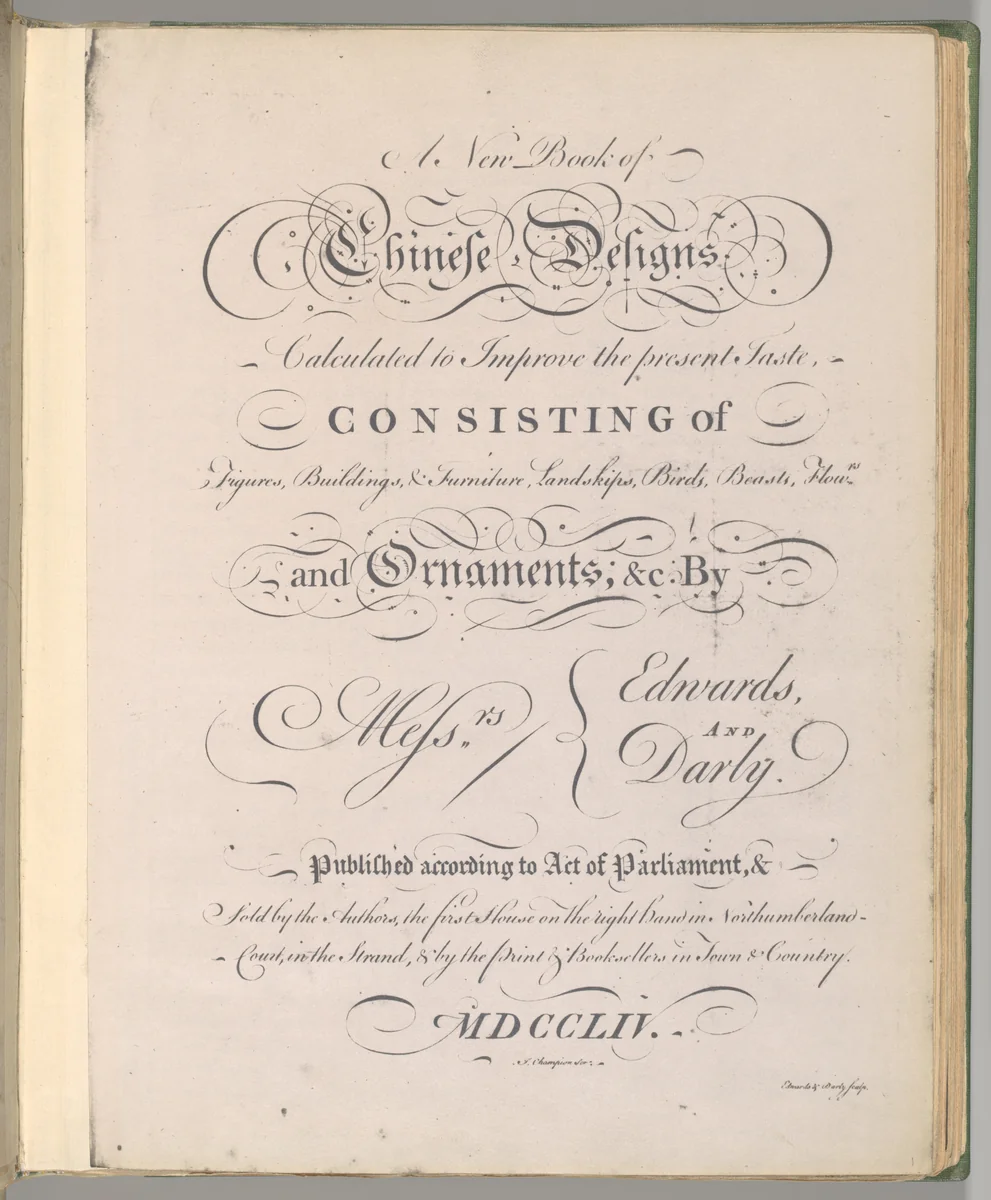 A New Book of
Chineſe Deſigns
Calculated to Improve the present Taste,
CONSISTING of
Figures, Buildings, & Furniture, Landskips, Birds, Beasts, Flowrs
and Ornaments; &c. By
Meſsrs
Edwards,
AND
Darly.
Publiſh'ed according to Act of Parliament, &
Sold by the Authors, the first House on the right hand in Northumberland-
Court, in the Strand, & by the Print & Booksellers in Town & Country.
MDCCLIV.
J. Champion Scr.
Edwards & Darly ſculp.